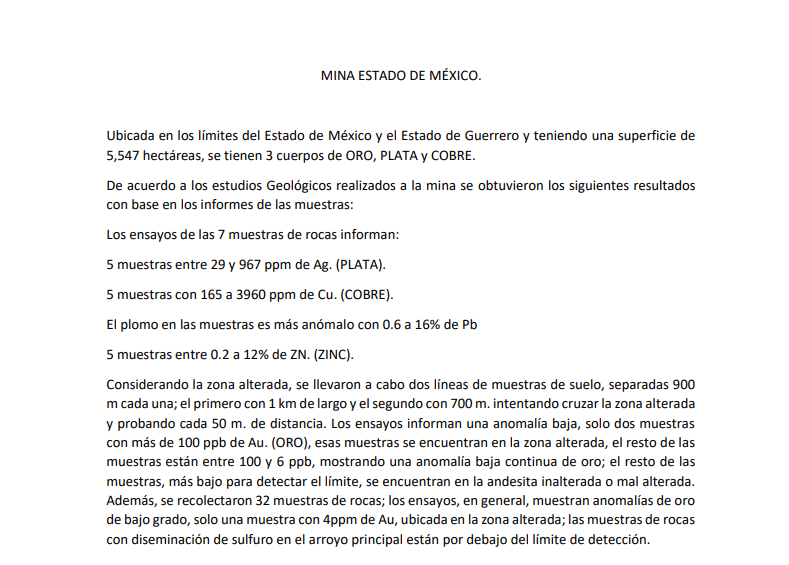 MINA ESTADO DE MÉXICO.
Ubicada en los límites del Estado de México y el Estado de Guerrero y teniendo una superficie de
5,547 hectáreas, se tienen 3 cuerpos de ORO, PLATA y COBRE.
De acuerdo a los estudios Geológicos realizados a la mina se obtuvieron los siguientes resultados
con base en los informes de las muestras:
Los ensayos de las 7 muestras de rocas informan:
5 muestras entre 29 y 967 ppm de Ag. (PLATA).
5 muestras con 165 a 3960 ppm de Cu. (COBRE).
El plomo en las muestras es más anómalo con 0.6 a 16% de Pb
5 muestras entre 0.2 a 12% de ZN. (ZINC).
Considerando la zona alterada, se llevaron a cabo dos líneas de muestras de suelo, separadas 900
m cada una; el primero con 1 km de largo y el segundo con 700 m. intentando cruzar la zona alterada
y probando cada 50 m. de distancia. Los ensayos informan una anomalía baja, solo dos muestras
con más de 100 ppb de Au. (ORO), esas muestras se encuentran en la zona alterada, el resto de las
muestras están entre 100 y 6 ppb, mostrando una anomalía baja continua de oro; el resto de las
muestras, más bajo para detectar el límite, se encuentran en la andesita inalterada o mal alterada.
Además, se recolectaron 32 muestras de rocas; los ensayos, en general, muestran anomalías de oro
de bajo grado, solo una muestra con 4ppm de Au, ubicada en la zona alterada; las muestras de rocas
con diseminación de sulfuro en el arroyo principal están por debajo del límite de detección.